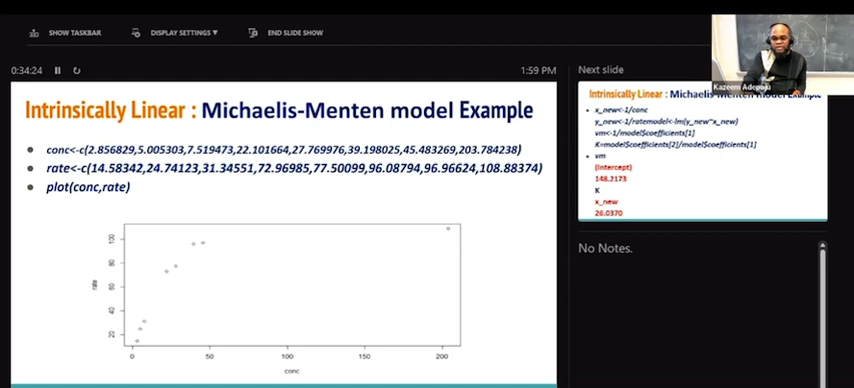 SHOW TASKBAR
DISPLAY SETTINGS ▼
END SLIDE SHOW
0:34:24
1:59 PM
Intrinsically Linear : Michaelis-Menten model Example
conc<-c(2.856829,5.005303,7.519473,22.101664,27.769976,39.198025,45.483269,203.784238)
rate<-c(14.58342,24.74123,31.34551,72.96985,77.50099,96.08794,96.96624,108.88374)
plot(conc,rate)
rate
20
40
60
80
100
0
50
100
150
200
conc
Next slide
Kazeem Adepoju
Intrinsically Linear : Michaelis-Menten model Example
x_new<-1/conc
y_new<-1/ratemodel<-lm(y_new~x_new)
vm<-1/model$coefficients[1]
K=model$coefficients[2]/model$coefficients[1]
vm
(Intercept)
148.2173
K
x_new
26.0370
No Notes.